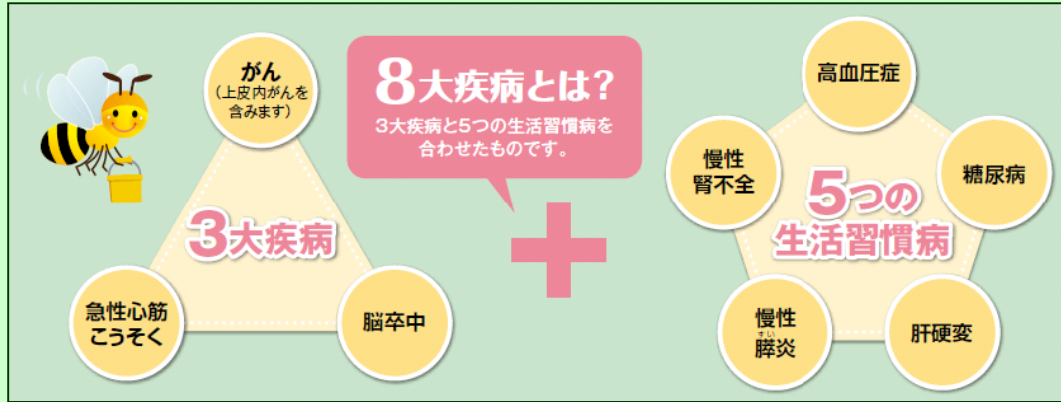 がん
（上皮内がんを
含みます）
3大疾病
急性心筋
こうそく
脳卒中
8大疾病とは？
3大疾病と5つの生活習慣病を
合わせたものです。
高血圧症
慢性
腎不全
糖尿病
5つの
生活習慣病
慢性
すい
膵炎
肝硬変